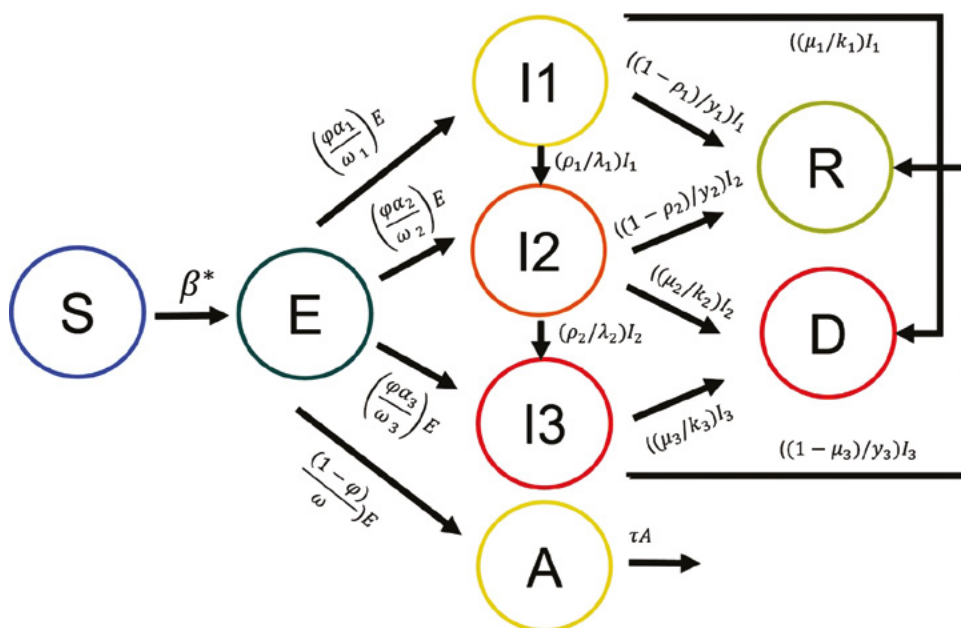 I1
((μ₁/k₁)I₁
((1 − ρ₁)/y₁)I₁
(φα₁/ω₁)E
(ρ₁/λ₁)I₁
R
(φα₂/ω₂)E
I2
((1 − ρ₂)/y₂)I₂
S
β*
E
((μ₂/k₂)I₂
D
(ρ₂/λ₂)I₂
(φα₃/ω₃)E
I3
((μ₃/k₃)I₃
((1 − μ₃)/y₃)I₃
(1 − φ)/ω)E
A
τA